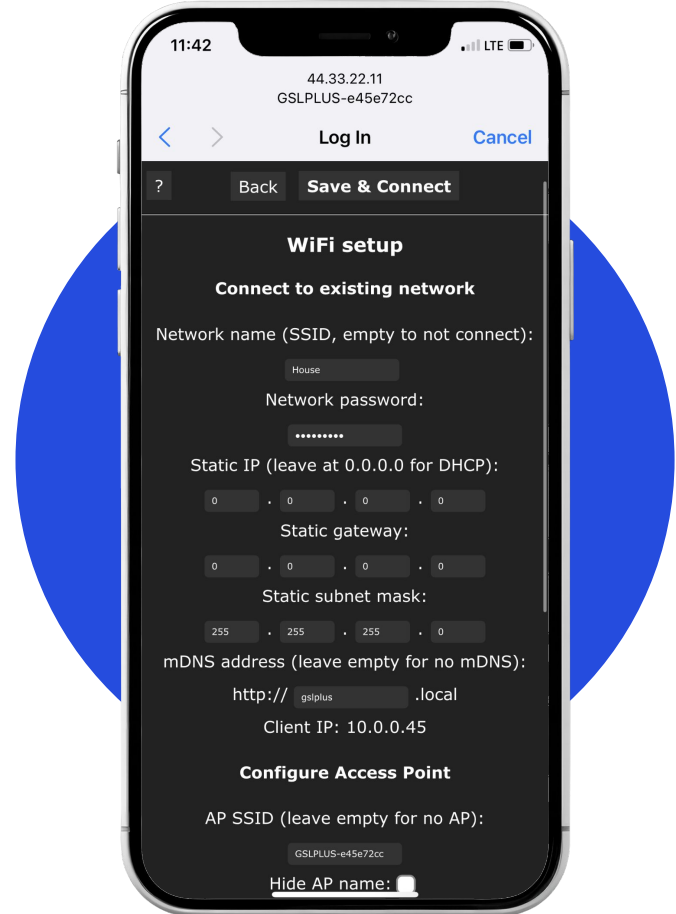 11:42 LTE
44.33.22.11
GSLPLUS-e45e72cc
Log In Cancel
? Back Save & Connect
WiFi setup
Connect to existing network
Network name (SSID, empty to not connect):
House
Network password:
•••••••••
Static IP (leave at 0.0.0.0 for DHCP):
0 . 0 . 0 . 0
Static gateway:
0 . 0 . 0 . 0
Static subnet mask:
255 . 255 . 255 . 0
mDNS address (leave empty for no mDNS):
http:// gslplus .local
Client IP: 10.0.0.45
Configure Access Point
AP SSID (leave empty for no AP):
GSLPLUS-e45e72cc
Hide AP name: